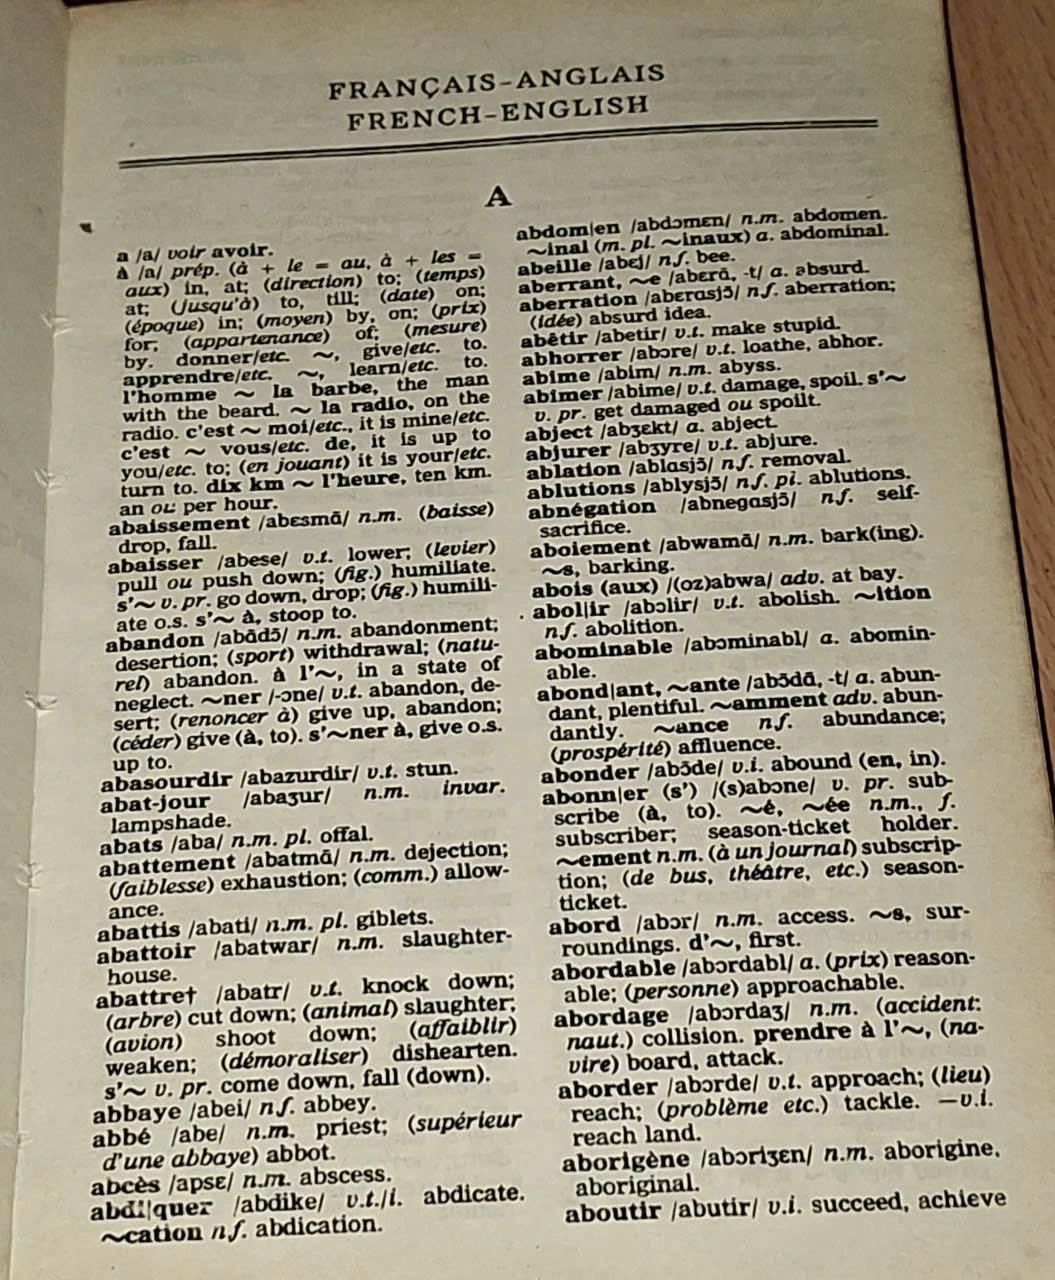 FRANÇAIS–ANGLAIS
FRENCH–ENGLISH
A
a /a/ voir avoir.
à /a/ prép. (à + le = au, à + les =
aux) in, at; (direction) to; (temps)
at; (jusqu'à) to, till; (date) on;
(époque) in; (moyen) by, on; (prix)
for; (appartenance) of; (mesure)
by. donner/etc. ~, give/etc. to.
apprendre/etc. ~, learn/etc. to.
l'homme ~ la barbe, the man
with the beard. ~ la radio, on the
radio. c'est ~ moi/etc., it is mine/etc.
c'est ~ vous/etc. de, it is up to
you/etc. to; (en jouant) it is your/etc.
turn to. dix km ~ l'heure, ten km.
an ou per hour.
abaissement /abɛsmɑ̃/ n.m. (baisse)
drop, fall.
abaisser /abese/ v.t. lower; (levier)
pull ou push down; (fig.) humiliate.
s'~ v. pr. go down, drop; (fig.) humili-
ate o.s. s'~ à, stoop to.
abandon /abɑ̃dɔ̃/ n.m. abandonment;
desertion; (sport) withdrawal; (natu-
rel) abandon. à l'~, in a state of
neglect. ~ner /-ɔne/ v.t. abandon, de-
sert; (renoncer à) give up, abandon;
(céder) give (à, to). s'~ner à, give o.s.
up to.
abasourdir /abazurdir/ v.t. stun.
abat-jour /abaʒur/ n.m. invar.
lampshade.
abats /aba/ n.m. pl. offal.
abattement /abatmɑ̃/ n.m. dejection;
(faiblesse) exhaustion; (comm.) allow-
ance.
abattis /abati/ n.m. pl. giblets.
abattoir /abatwar/ n.m. slaughter-
house.
abattre† /abatr/ v.t. knock down;
(arbre) cut down; (animal) slaughter;
(avion) shoot down; (affaiblir)
weaken; (démoraliser) dishearten.
s'~ v. pr. come down, fall (down).
abbaye /abei/ n.f. abbey.
abbé /abe/ n.m. priest; (supérieur
d'une abbaye) abbot.
abcès /apsɛ/ n.m. abscess.
abdi|quer /abdike/ v.t./i. abdicate.
~cation n.f. abdication.
abdom|en /abdɔmɛn/ n.m. abdomen.
~inal (m. pl. ~inaux) a. abdominal.
abeille /abɛj/ n.f. bee.
aberrant, ~e /aberɑ̃, -t/ a. absurd.
aberration /aberɑsjɔ̃/ n.f. aberration;
(idée) absurd idea.
abêtir /abetir/ v.t. make stupid.
abhorrer /abɔre/ v.t. loathe, abhor.
abîme /abim/ n.m. abyss.
abîmer /abime/ v.t. damage, spoil. s'~
v. pr. get damaged ou spoilt.
abject /abʒɛkt/ a. abject.
abjurer /abʒyre/ v.t. abjure.
ablation /ablɑsjɔ̃/ n.f. removal.
ablutions /ablysjɔ̃/ n.f. pl. ablutions.
abnégation /abnegɑsjɔ̃/ n.f. self-
sacrifice.
aboiement /abwamɑ̃/ n.m. bark(ing).
~s, barking.
abois (aux) /(oz)abwa/ adv. at bay.
abol|ir /abɔlir/ v.t. abolish. ~ition
n.f. abolition.
abominable /abɔminabl/ a. abomin-
able.
abond|ant, ~ante /abɔ̃dɑ̃, -t/ a. abun-
dant, plentiful. ~amment adv. abun-
dantly. ~ance n.f. abundance;
(prospérité) affluence.
abonder /abɔ̃de/ v.i. abound (en, in).
abonn|er (s') /(s)abɔne/ v. pr. sub-
scribe (à, to). ~é, ~ée n.m., f.
subscriber; season-ticket holder.
~ement n.m. (à un journal) subscrip-
tion; (de bus, théâtre, etc.) season-
ticket.
abord /abɔr/ n.m. access. ~s, sur-
roundings. d'~, first.
abordable /abɔrdabl/ a. (prix) reason-
able; (personne) approachable.
abordage /abɔrdaʒ/ n.m. (accident:
naut.) collision. prendre à l'~, (na-
vire) board, attack.
aborder /abɔrde/ v.t. approach; (lieu)
reach; (problème etc.) tackle. —v.i.
reach land.
aborigène /abɔriʒɛn/ n.m. aborigine,
aboriginal.
aboutir /abutir/ v.i. succeed, achieve